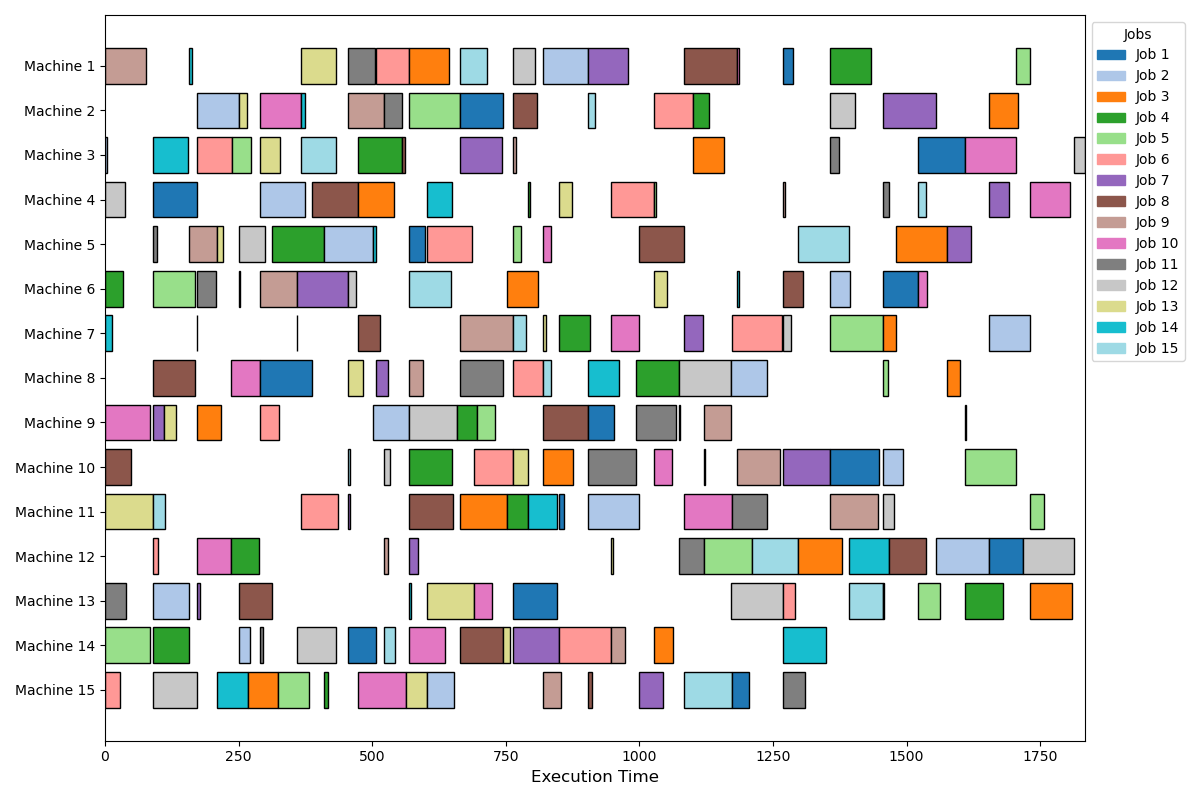 Machine 1
Machine 2
Machine 3
Machine 4
Machine 5
Machine 6
Machine 7
Machine 8
Machine 9
Machine 10
Machine 11
Machine 12
Machine 13
Machine 14
Machine 15
0 250 500 750 1000 1250 1500 1750
Execution Time
Jobs
Job 1
Job 2
Job 3
Job 4
Job 5
Job 6
Job 7
Job 8
Job 9
Job 10
Job 11
Job 12
Job 13
Job 14
Job 15